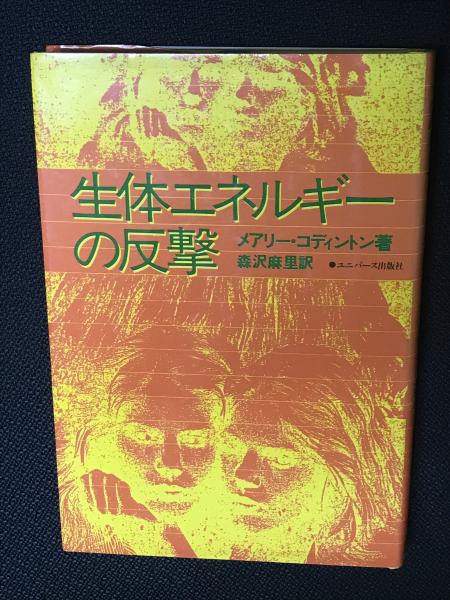 生体エネルギー
の反撃
メアリー・コディントン著
森沢麻里訳
●ユニバース出版社